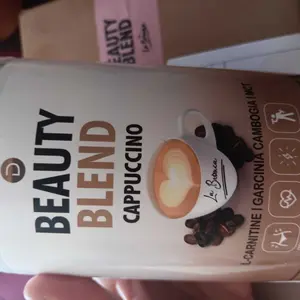 BEAUTY
BLEND
CAPPUCCINO
L-CARNITINE | GARCINIA CAMBOGIA | MCT
BEAUTY
BLEND